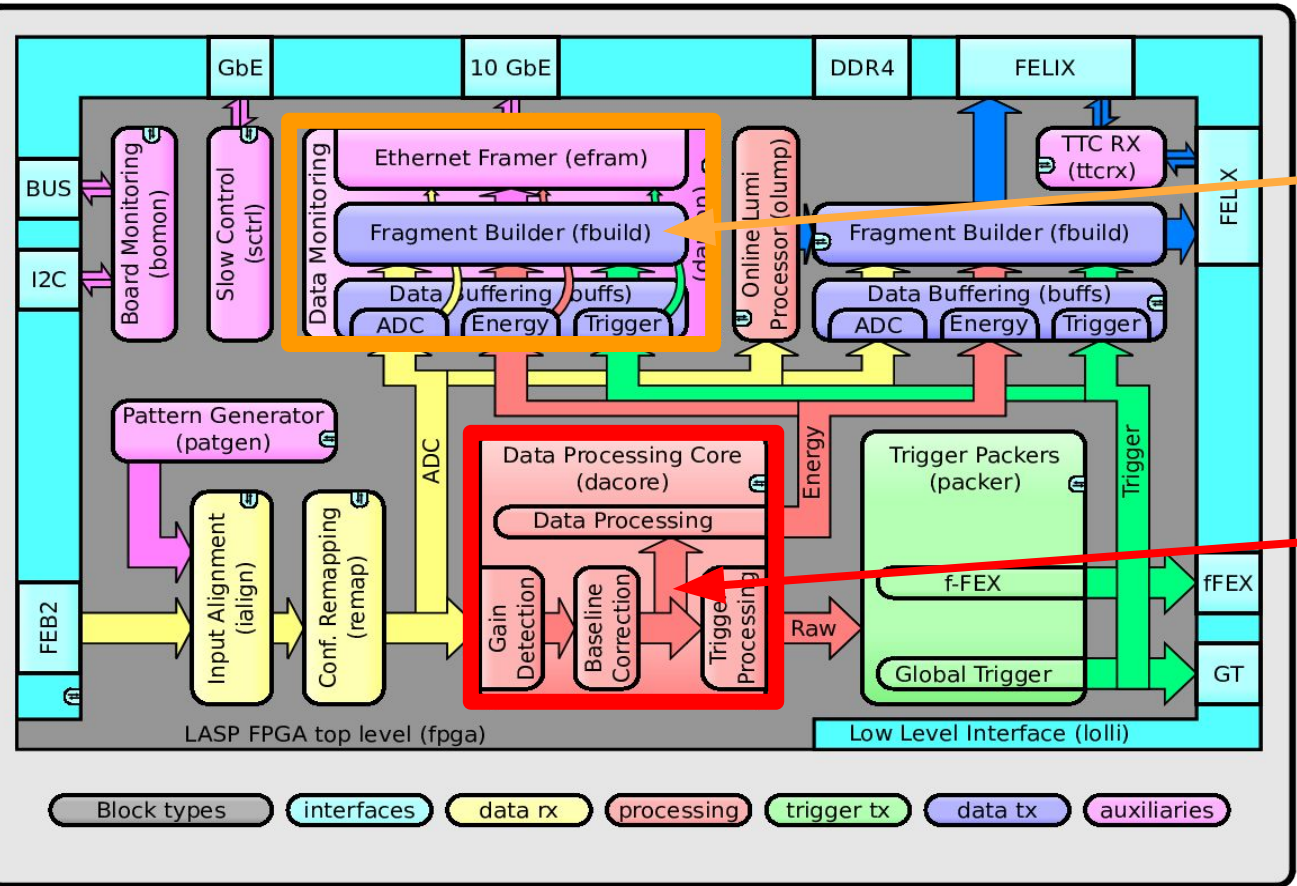 GbE
10 GbE
DDR4
FELIX
BUS
I2C
FEB2
Board Monitoring
(bomon)
Slow Control
(sctrl)
Data Monitoring
Ethernet Framer (efram)
Fragment Builder (fbuild)
Data Buffering
ADC
Energy
Trigger
Online Lumi
Processor (olump)
TTC RX
(ttcrx)
Fragment Builder (fbuild)
Data Buffering (buffs)
ADC
Energy
Trigger
FELIX
Pattern Generator
(patgen)
Input Alignment
(ialign)
Conf. Remapping
(remap)
ADC
Data Processing Core
(dacore)
Data Processing
Gain
Detection
Baseline
Correction
Trigger
Processing
Energy
Raw
Trigger Packers
(packer)
f-FEX
Global Trigger
Trigger
fFEX
GT
LASP FPGA top level (fpga)
Low Level Interface (lolli)
Block types
interfaces
data rx
processing
trigger tx
data tx
auxiliaries